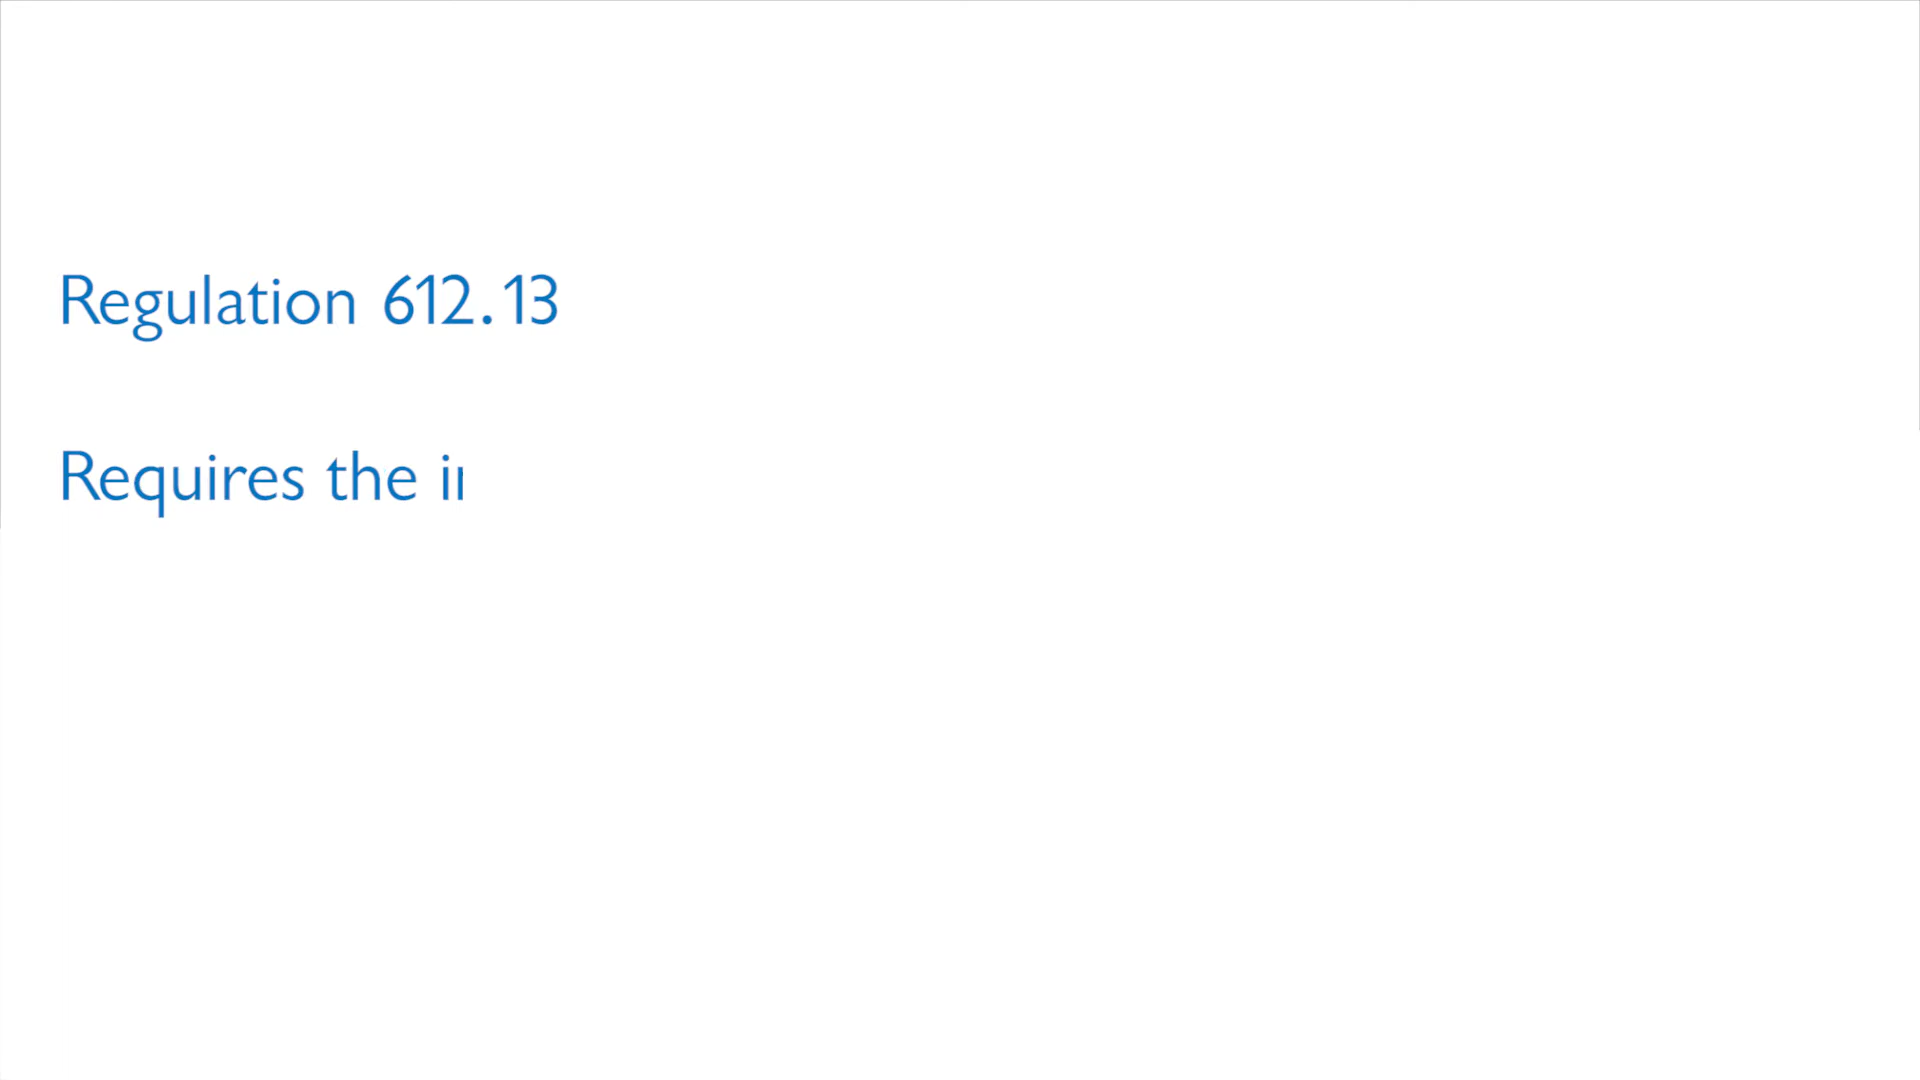 Regulation 612.13
Requires the